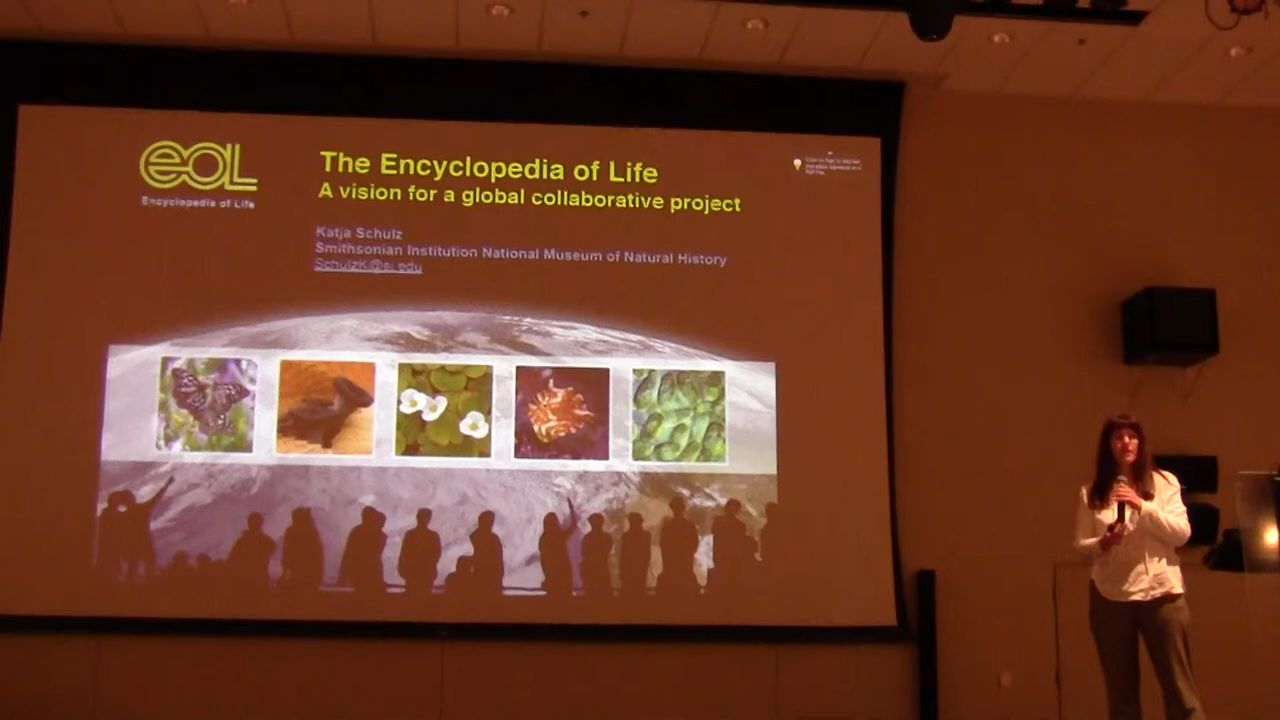 eOL
Encyclopedia of Life
The Encyclopedia of Life
A vision for a global collaborative project
Katja Schulz
Smithsonian Institution National Museum of Natural History
SchulzK@si.edu